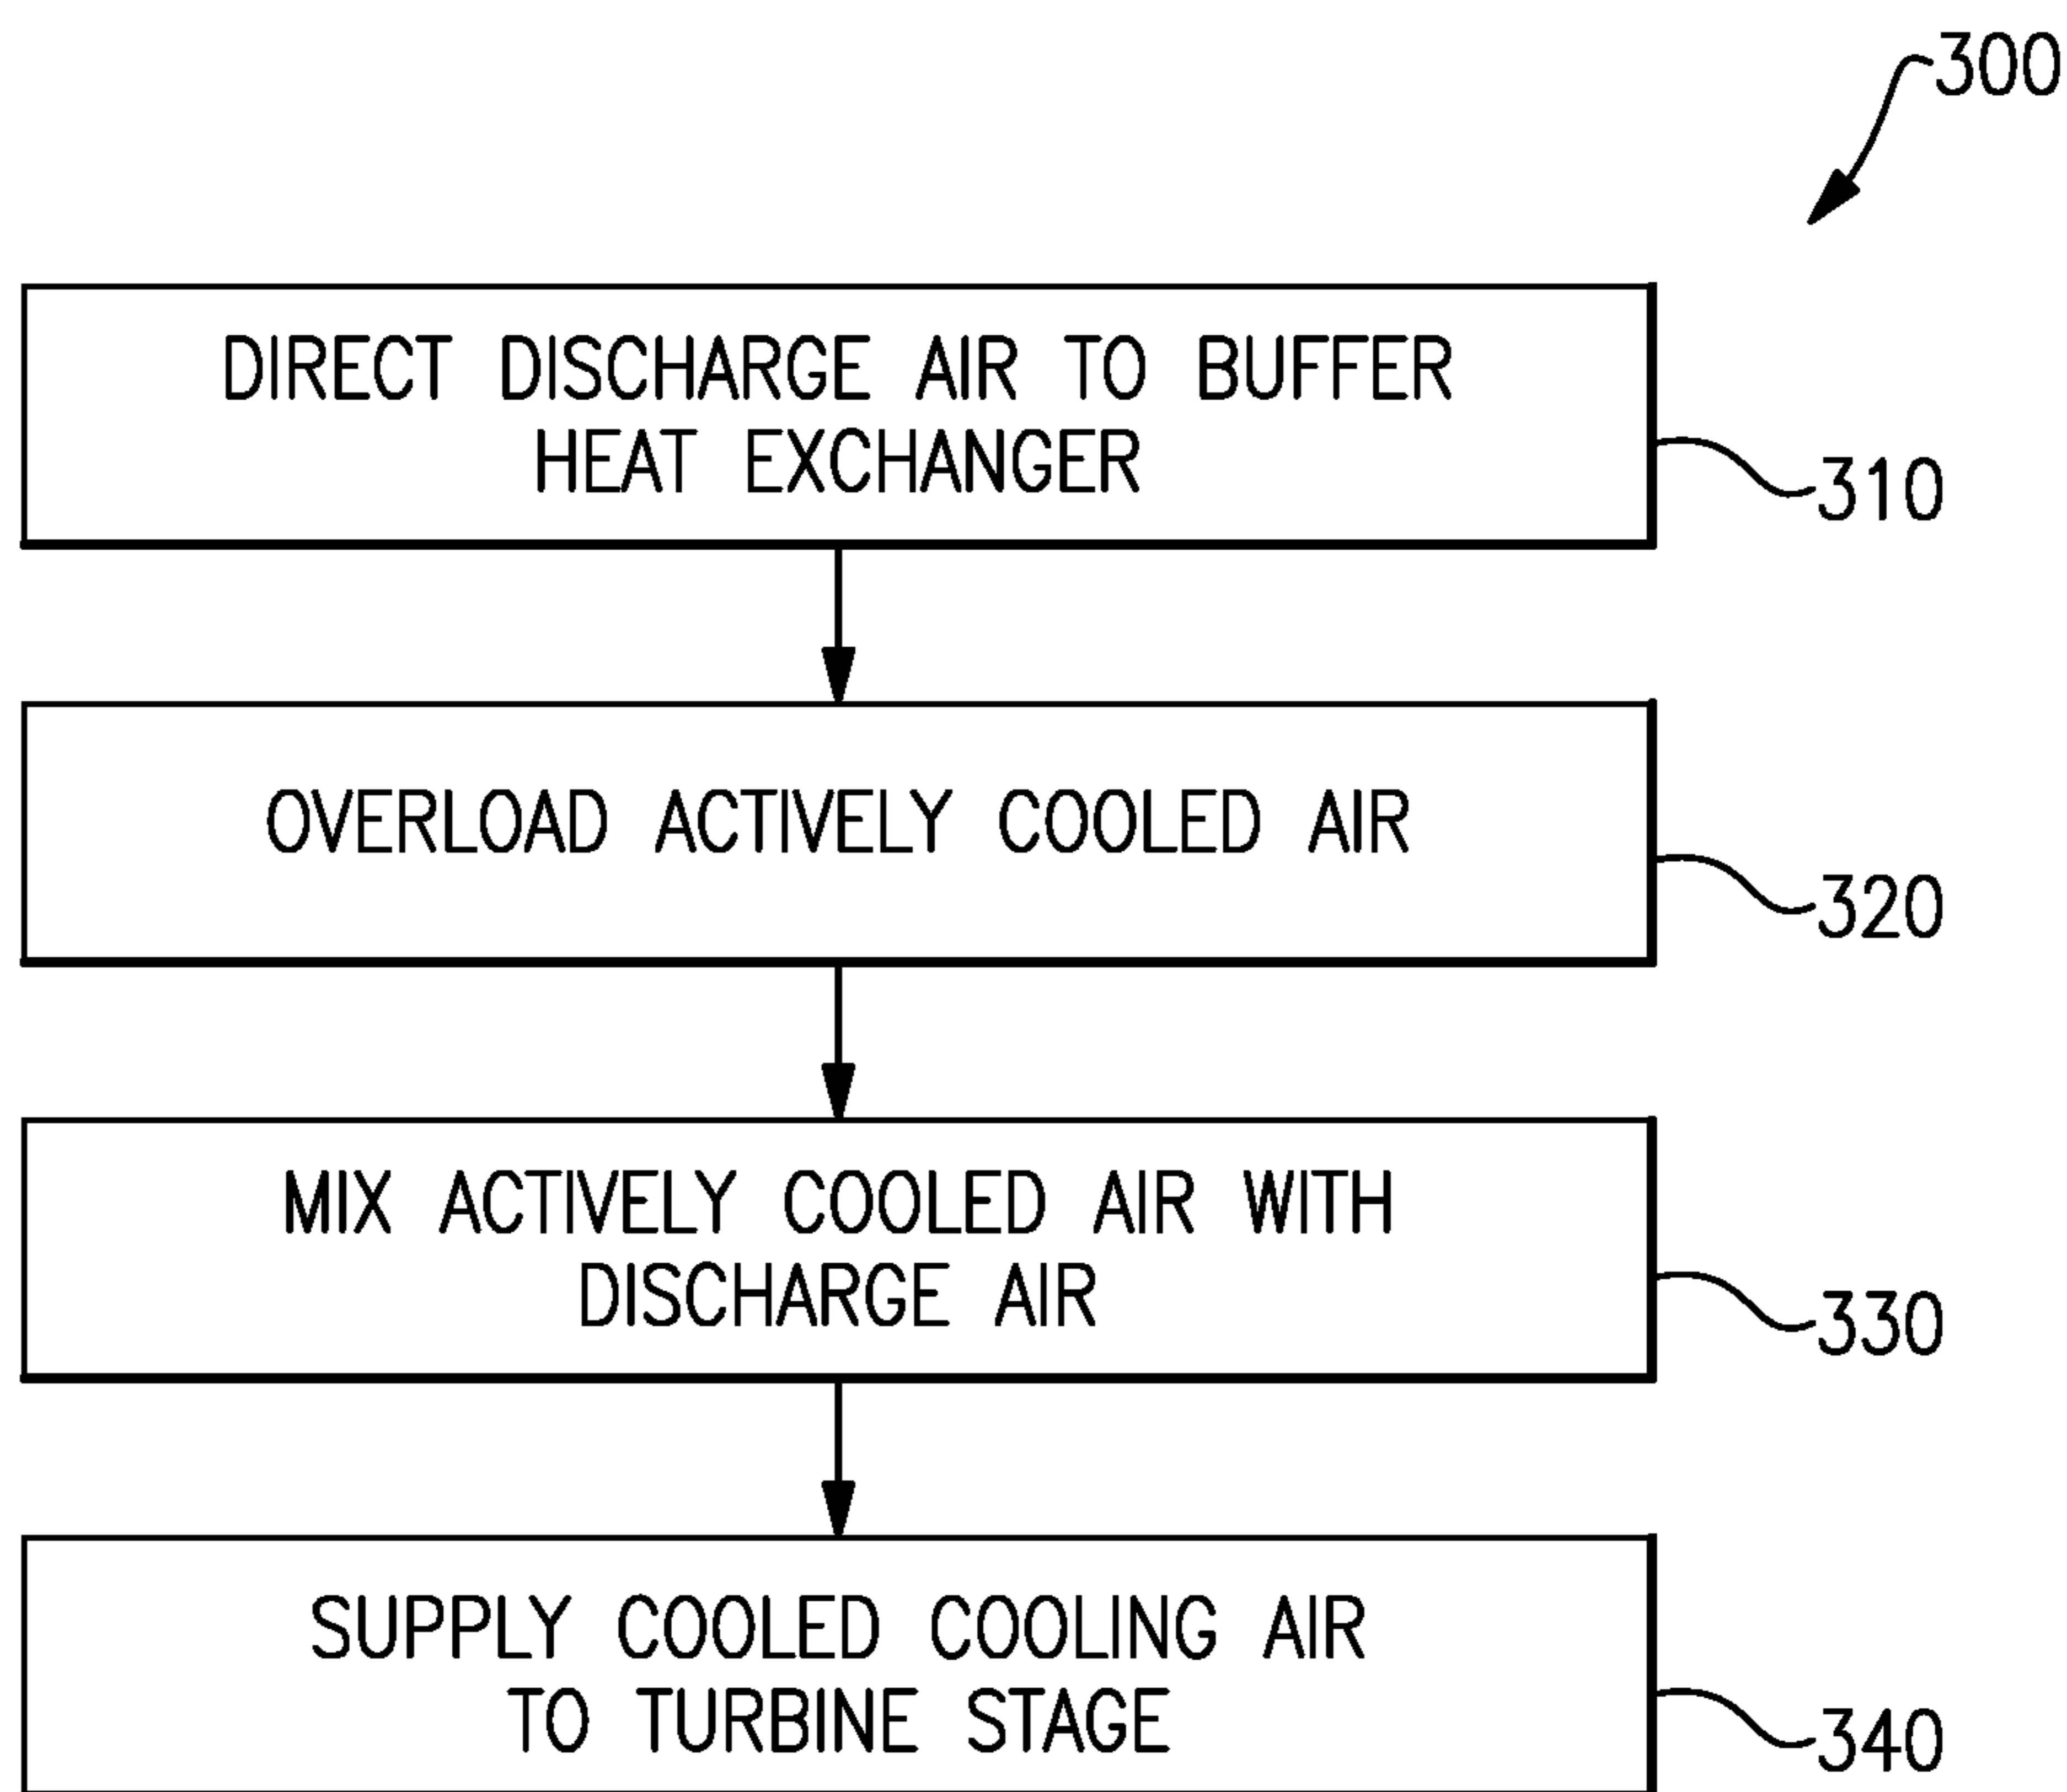 300
DIRECT DISCHARGE AIR TO BUFFER
HEAT EXCHANGER
310
OVERLOAD ACTIVELY COOLED AIR
320
MIX ACTIVELY COOLED AIR WITH
DISCHARGE AIR
330
SUPPLY COOLED COOLING AIR
TO TURBINE STAGE
340